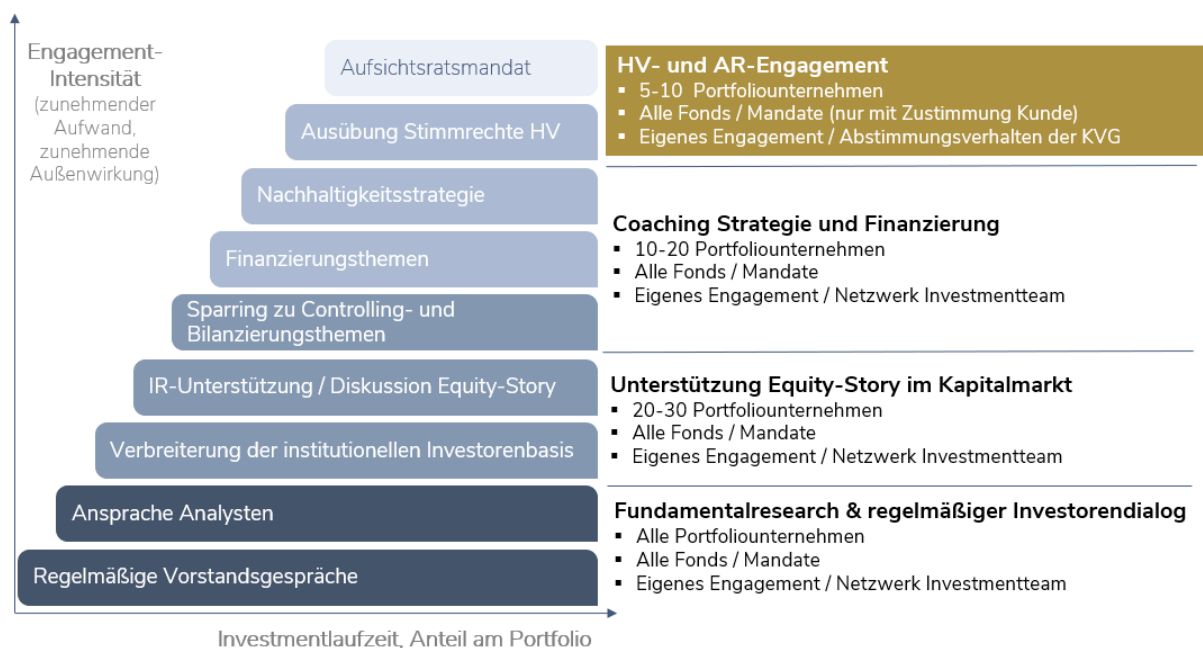 Engagement-
Intensität
(zunehmender
Aufwand,
zunehmende
Außenwirkung)
Aufsichtsratsmandat
Ausübung Stimmrechte HV
Nachhaltigkeitsstrategie
Finanzierungsthemen
Sparring zu Controlling- und
Bilanzierungsthemen
IR-Unterstützung / Diskussion Equity-Story
Verbreiterung der institutionellen Investorenbasis
Ansprache Analysten
Regelmäßige Vorstandsgespräche
HV- und AR-Engagement
▪ 5-10 Portfoliounternehmen
▪ Alle Fonds / Mandate (nur mit Zustimmung Kunde)
▪ Eigenes Engagement / Abstimmungsverhalten der KVG
Coaching Strategie und Finanzierung
▪ 10-20 Portfoliounternehmen
▪ Alle Fonds / Mandate
▪ Eigenes Engagement / Netzwerk Investmentteam
Unterstützung Equity-Story im Kapitalmarkt
▪ 20-30 Portfoliounternehmen
▪ Alle Fonds / Mandate
▪ Eigenes Engagement / Netzwerk Investmentteam
Fundamentalresearch & regelmäßiger Investorendialog
▪ Alle Portfoliounternehmen
▪ Alle Fonds / Mandate
▪ Eigenes Engagement / Netzwerk Investmentteam
Investmentlaufzeit, Anteil am Portfolio